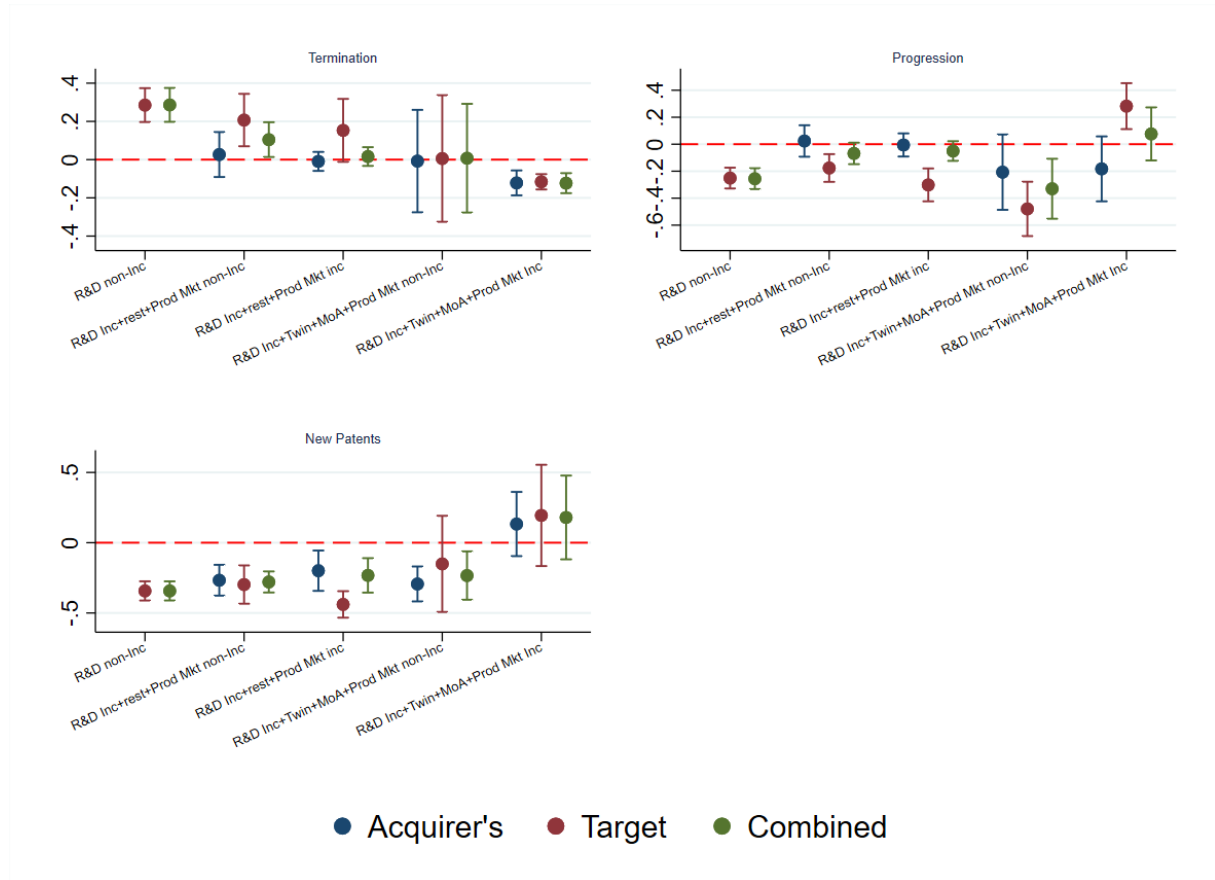 Termination
.4
.2
0
-.2
-.4
R&D non-Inc
R&D Inc+rest+Prod Mkt non-Inc
R&D Inc+rest+Prod Mkt inc
R&D Inc+Twin+MoA+Prod Mkt non-Inc
R&D Inc+Twin+MoA+Prod Mkt Inc
Progression
.4
.2
0
-.2
-.4
-.6
R&D non-Inc
R&D Inc+rest+Prod Mkt non-Inc
R&D Inc+rest+Prod Mkt inc
R&D Inc+Twin+MoA+Prod Mkt non-Inc
R&D Inc+Twin+MoA+Prod Mkt Inc
New Patents
.5
0
-.5
R&D non-Inc
R&D Inc+rest+Prod Mkt non-Inc
R&D Inc+rest+Prod Mkt inc
R&D Inc+Twin+MoA+Prod Mkt non-Inc
R&D Inc+Twin+MoA+Prod Mkt Inc
Acquirer's Target Combined